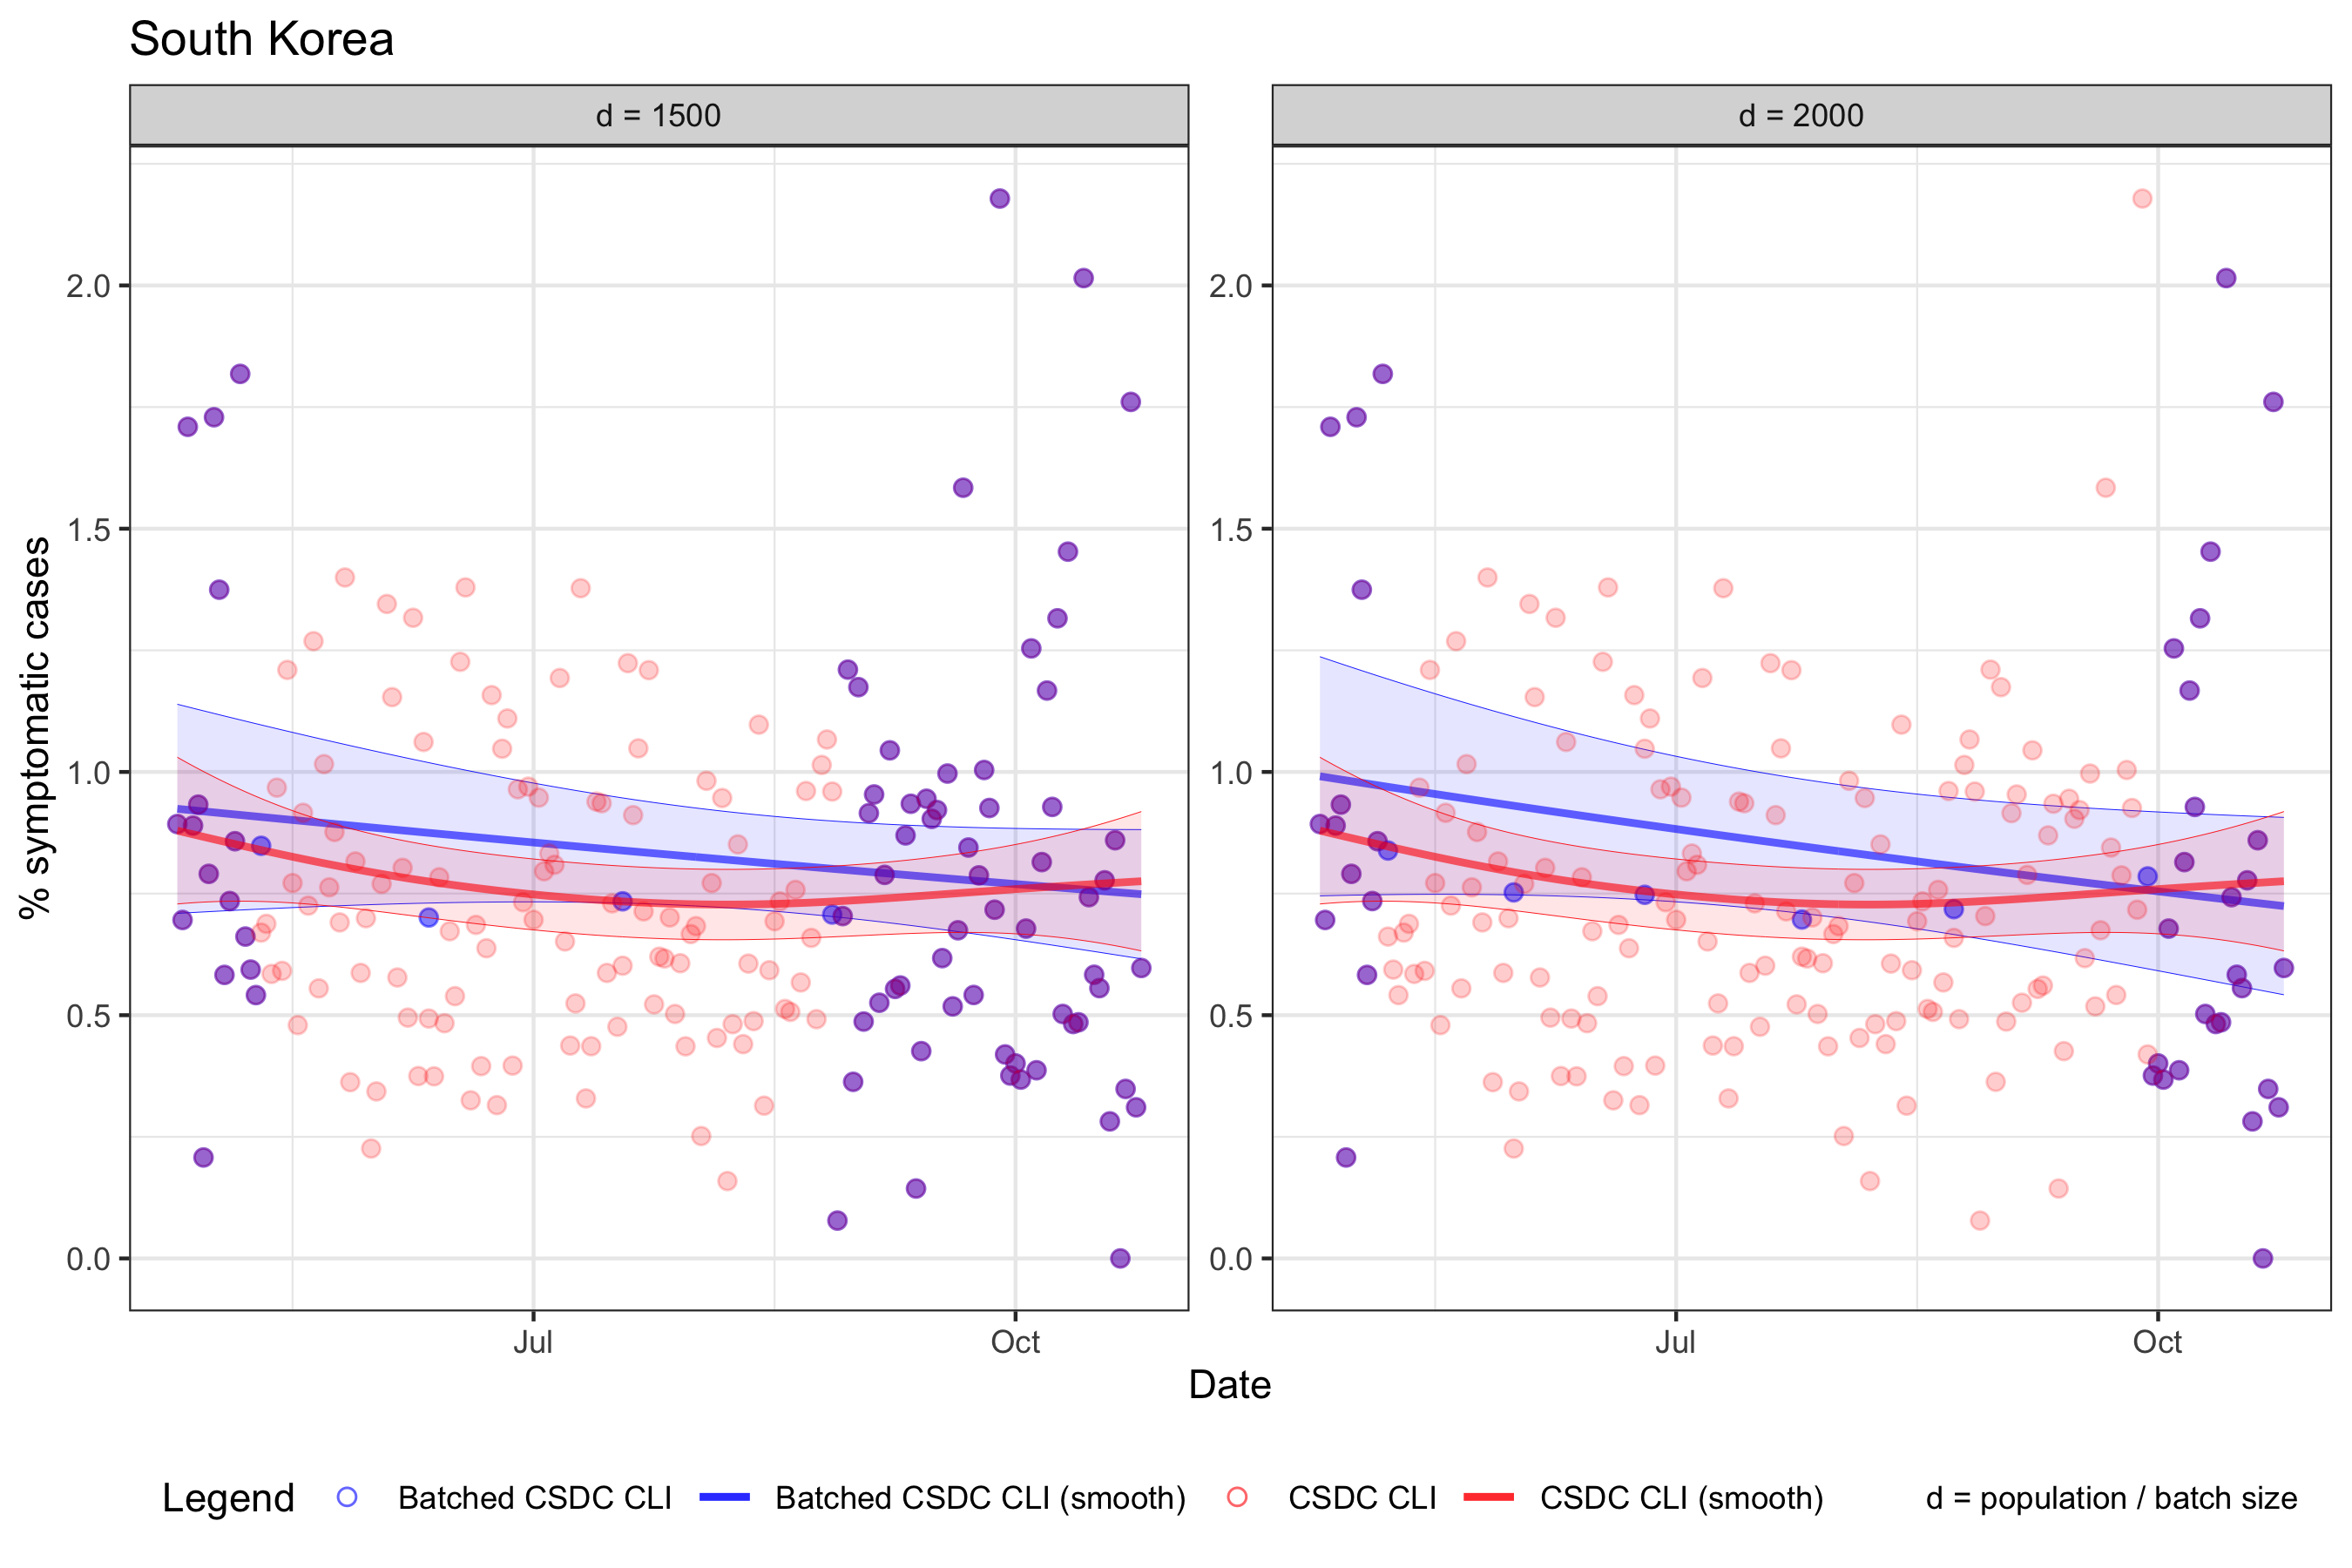 South Korea
d = 1500
d = 2000
% symptomatic cases
2.0
1.5
1.0
0.5
0.0
2.0
1.5
1.0
0.5
0.0
Jul
Oct
Jul
Oct
Date
Legend Batched CSDC CLI Batched CSDC CLI (smooth) CSDC CLI CSDC CLI (smooth) d = population / batch size